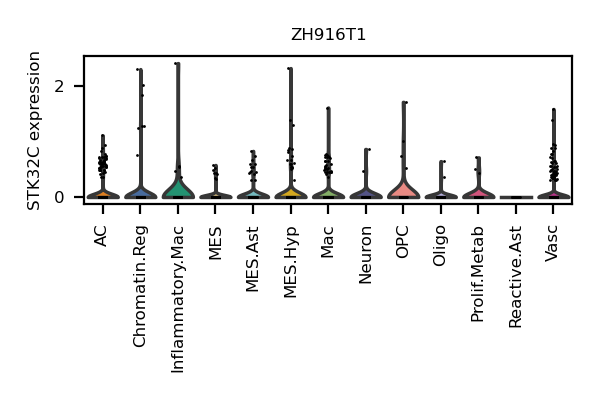 ZH916T1
STK32C expression
2
0
AC
Chromatin.Reg
Inflammatory.Mac
MES
MES.Ast
MES.Hyp
Mac
Neuron
OPC
Oligo
Prolif.Metab
Reactive.Ast
Vasc